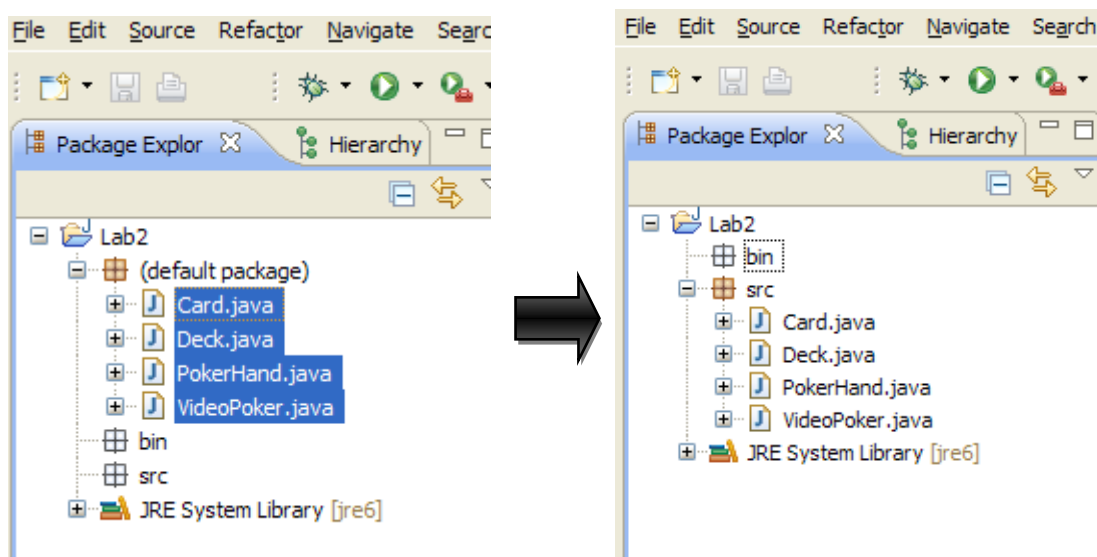 File Edit Source Refactor Navigate Searc
Package Explor Hierarchy
Lab2
(default package)
Card.java
Deck.java
PokerHand.java
VideoPoker.java
bin
src
JRE System Library [jre6]
File Edit Source Refactor Navigate Search
Package Explor Hierarchy
Lab2
bin
src
Card.java
Deck.java
PokerHand.java
VideoPoker.java
JRE System Library [jre6]